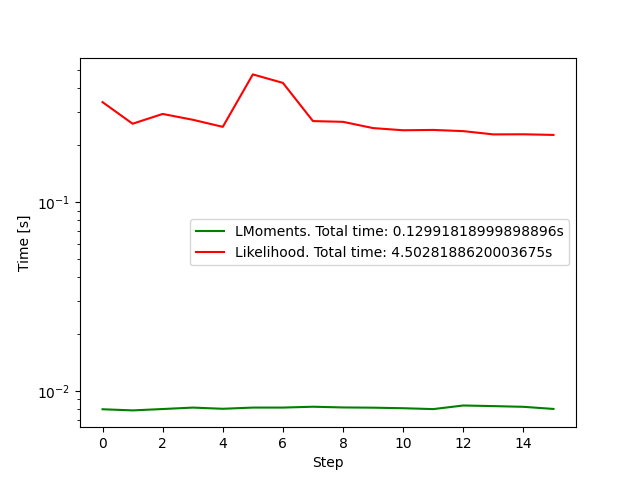 10⁻¹
10⁻²
Time [s]
LMoments. Total time: 0.12991818999898896s
Likelihood. Total time: 4.5028188620003675s
0 2 4 6 8 10 12 14
Step